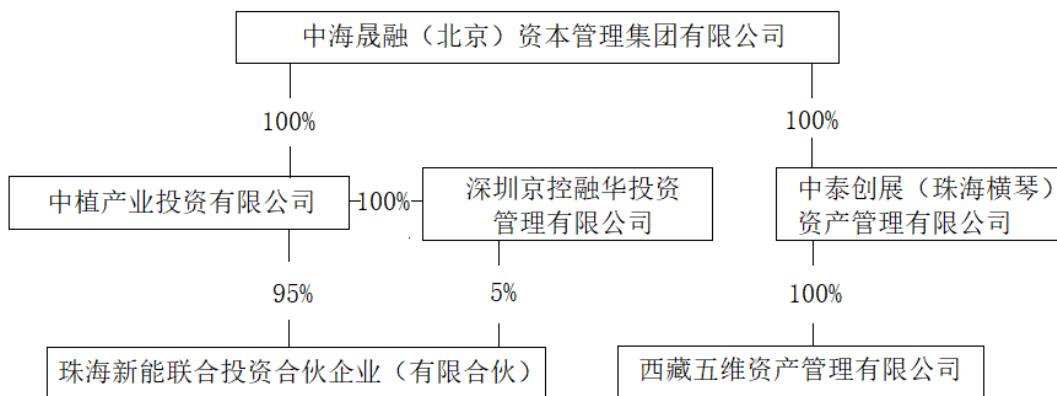 中海晟融（北京）资本管理集团有限公司
100%
100%
中植产业投资有限公司
100%
深圳京控融华投资
管理有限公司
中泰创展（珠海横琴）
资产管理有限公司
95%
5%
100%
珠海新能联合投资合伙企业（有限合伙）
西藏五维资产管理有限公司